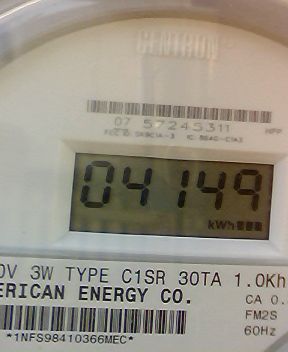 CENTRON
07 57245311
04149
kWh
0V 3W TYPE C1SR 30TA 1.0Kh
ERICAN ENERGY CO.
CA 0.
FM2S
60Hz
*1NFS98410366MEC*